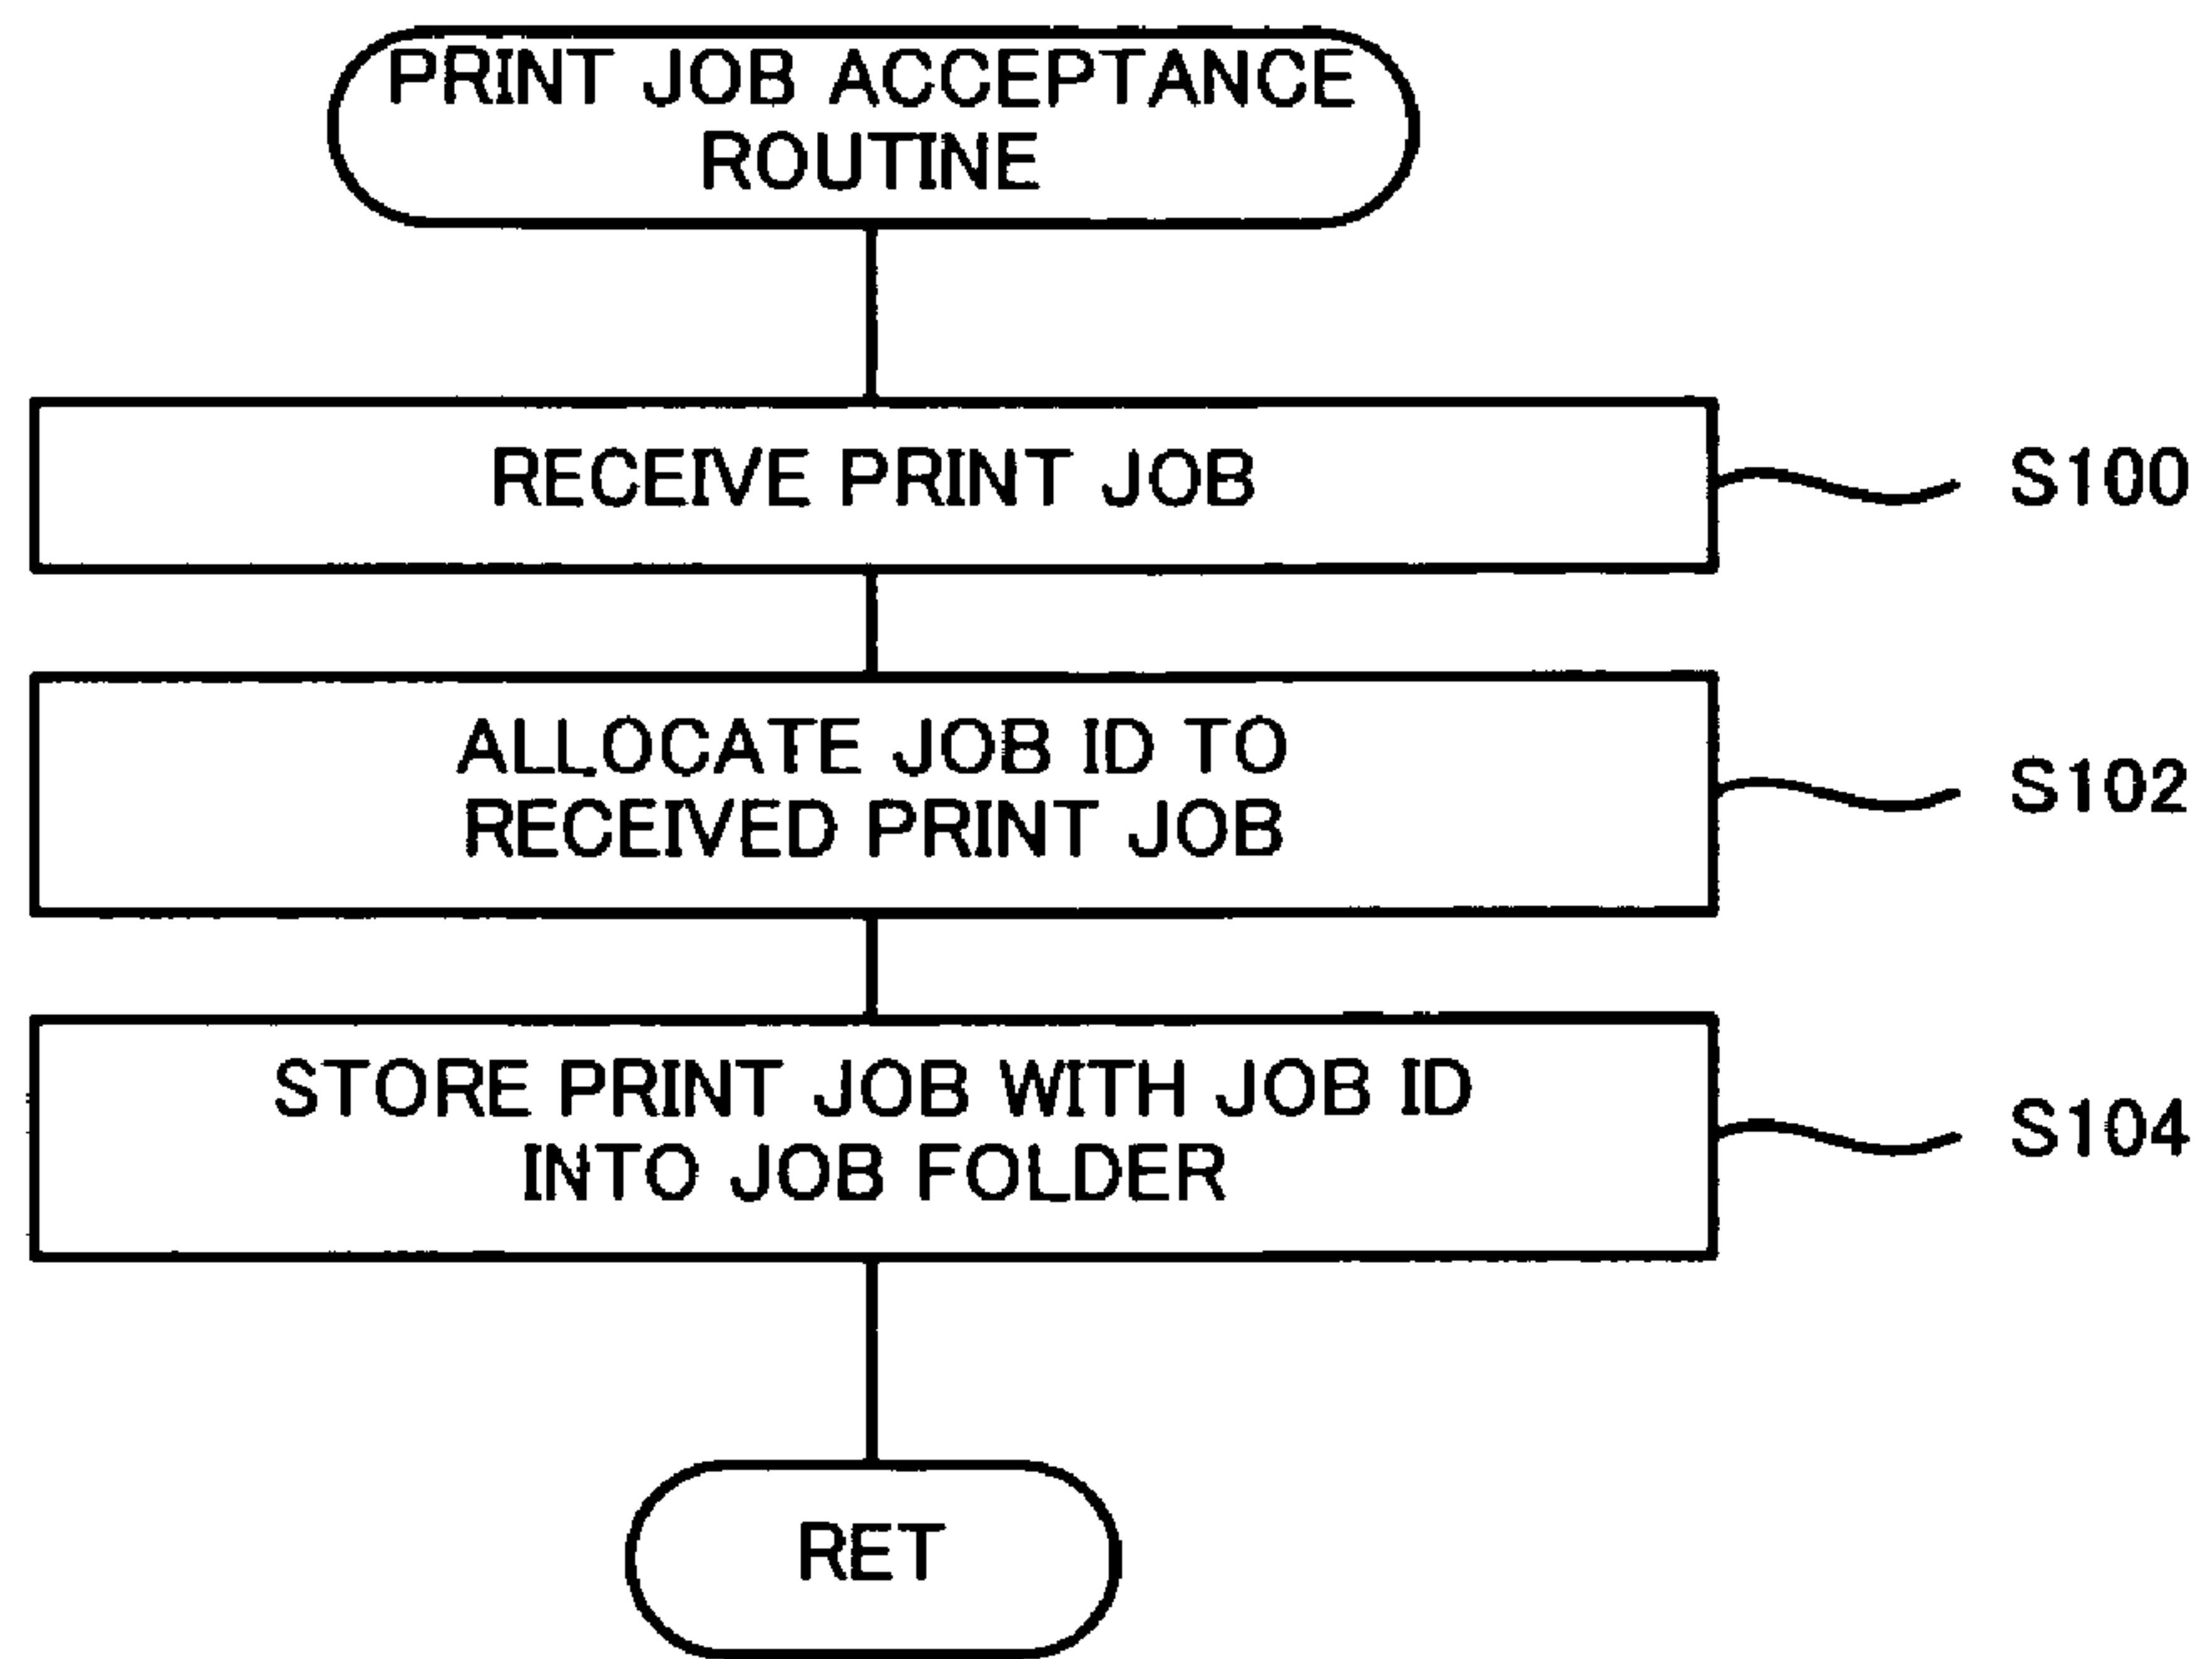 PRINT JOB ACCEPTANCE
ROUTINE
RECEIVE PRINT JOB
S100
ALLOCATE JOB ID TO
RECEIVED PRINT JOB
S102
STORE PRINT JOB WITH JOB ID
INTO JOB FOLDER
S104
RET